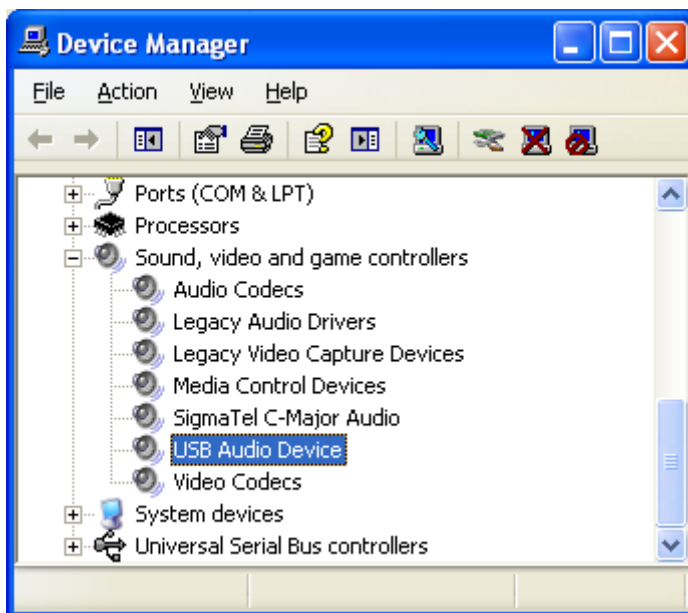 Device Manager
File Action View Help
Ports (COM & LPT)
Processors
Sound, video and game controllers
Audio Codecs
Legacy Audio Drivers
Legacy Video Capture Devices
Media Control Devices
SigmaTel C-Major Audio
USB Audio Device
Video Codecs
System devices
Universal Serial Bus controllers